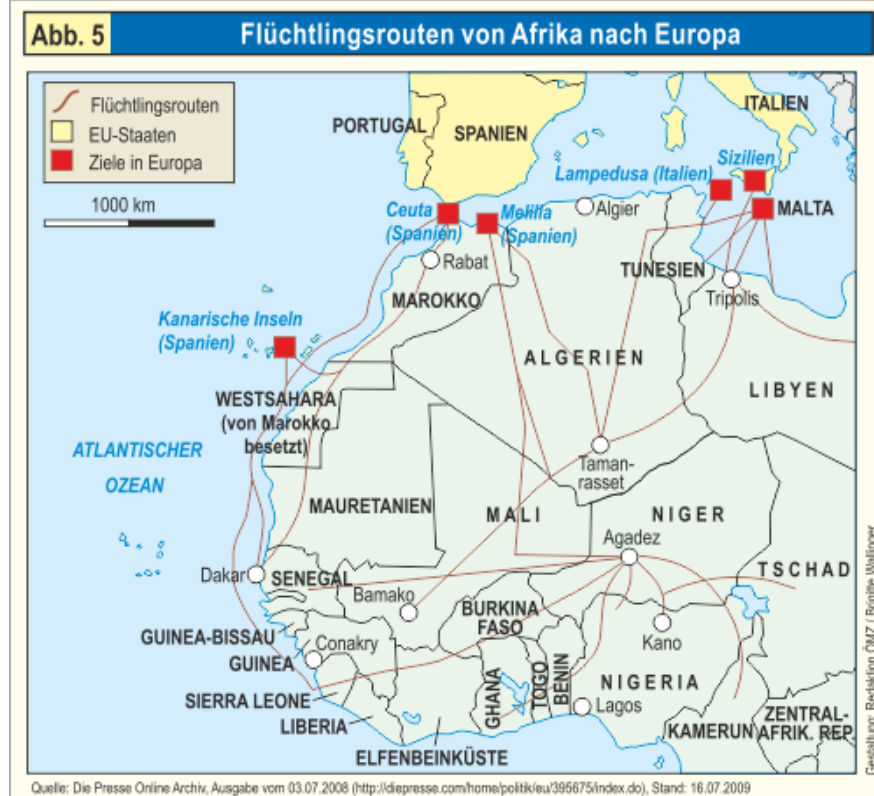 Abb. 5
Flüchtlingsrouten von Afrika nach Europa
Flüchtlingsrouten
EU-Staaten
Ziele in Europa
1000 km
PORTUGAL
SPANIEN
ITALIEN
Sizilien
Lampedusa (Italien)
MALTA
Ceuta
(Spanien)
Melilla
(Spanien)
Algier
Rabat
TUNESIEN
Tripolis
MAROKKO
Kanarische Inseln
(Spanien)
ALGERIEN
LIBYEN
WESTSAHARA
(von Marokko
besetzt)
ATLANTISCHER
OZEAN
Taman-
rasset
MAURETANIEN
MALI
NIGER
Agadez
TSCHAD
Dakar
SENEGAL
Bamako
BURKINA
FASO
Kano
GUINEA-BISSAU
GUINEA
Conakry
SIERRA LEONE
LIBERIA
ELFENBEINKÜSTE
GHANA
TOGO
BENIN
NIGERIA
Lagos
KAMERUN
ZENTRAL-
AFRIK. REP.
Gestaltung: Redaktion ÖMZ / Brigitte Wallinger
Quelle: Die Presse Online Archiv, Ausgabe vom 03.07.2008 (http://diepresse.com/home/politik/eu/395675/index.do), Stand: 16.07.2009